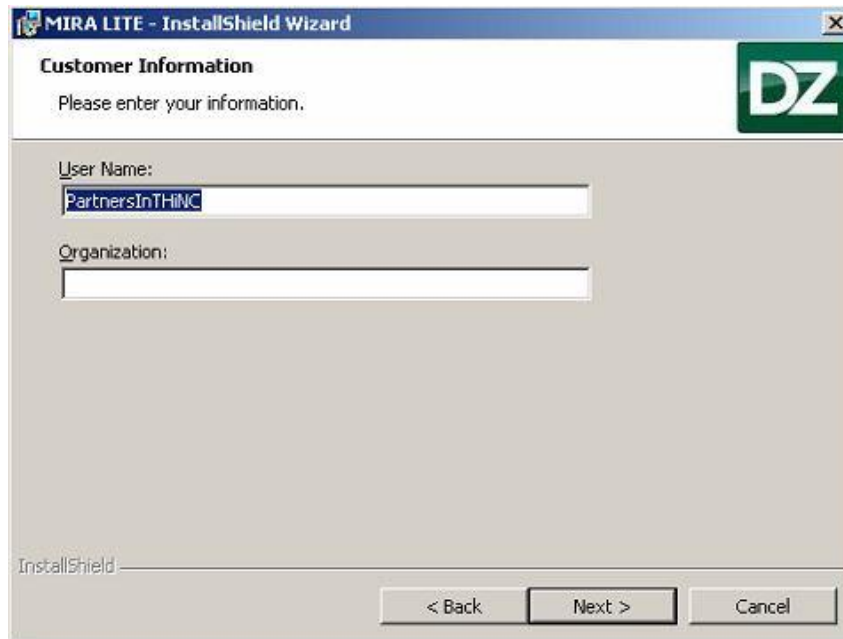 MIRA LITE - InstallShield Wizard
Customer Information
Please enter your information.
DZ
User Name:
PartnersInTHiNC
Organization:
InstallShield
< Back Next > Cancel